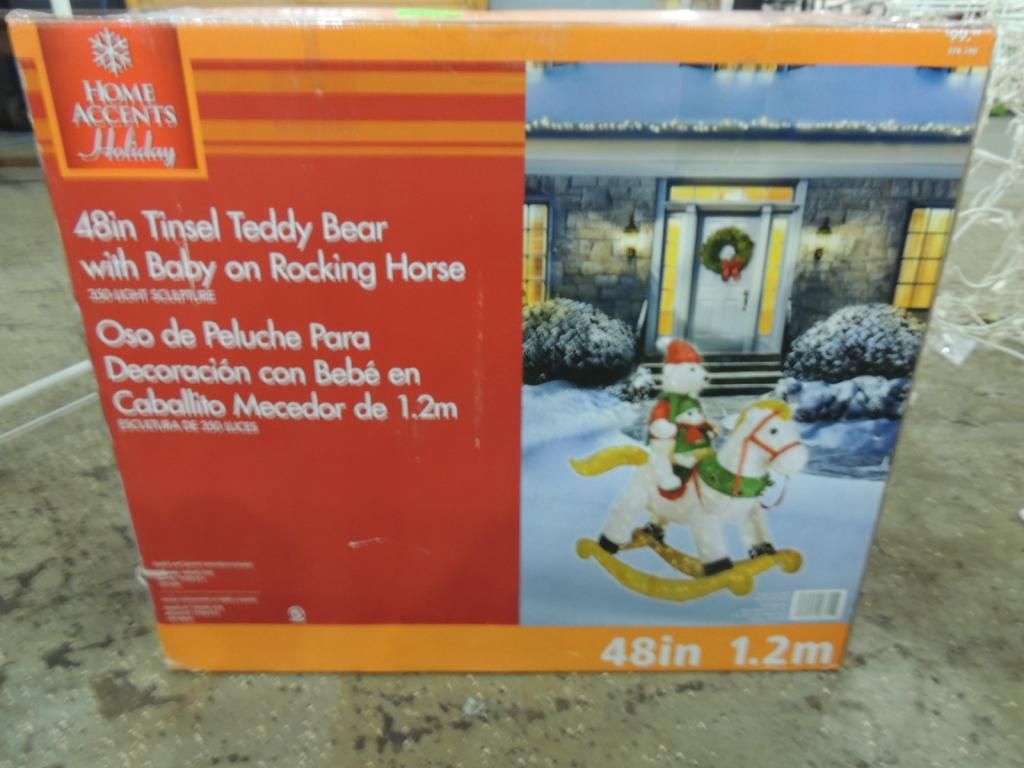 HOME
ACCENTS
Holiday
48in Tinsel Teddy Bear
with Baby on Rocking Horse
350-LIGHT SCULPTURE
Oso de Peluche Para
Decoración con Bebé en
Caballito Mecedor de 1.2m
ESCULTURA DE 350 LUCES
48in 1.2m